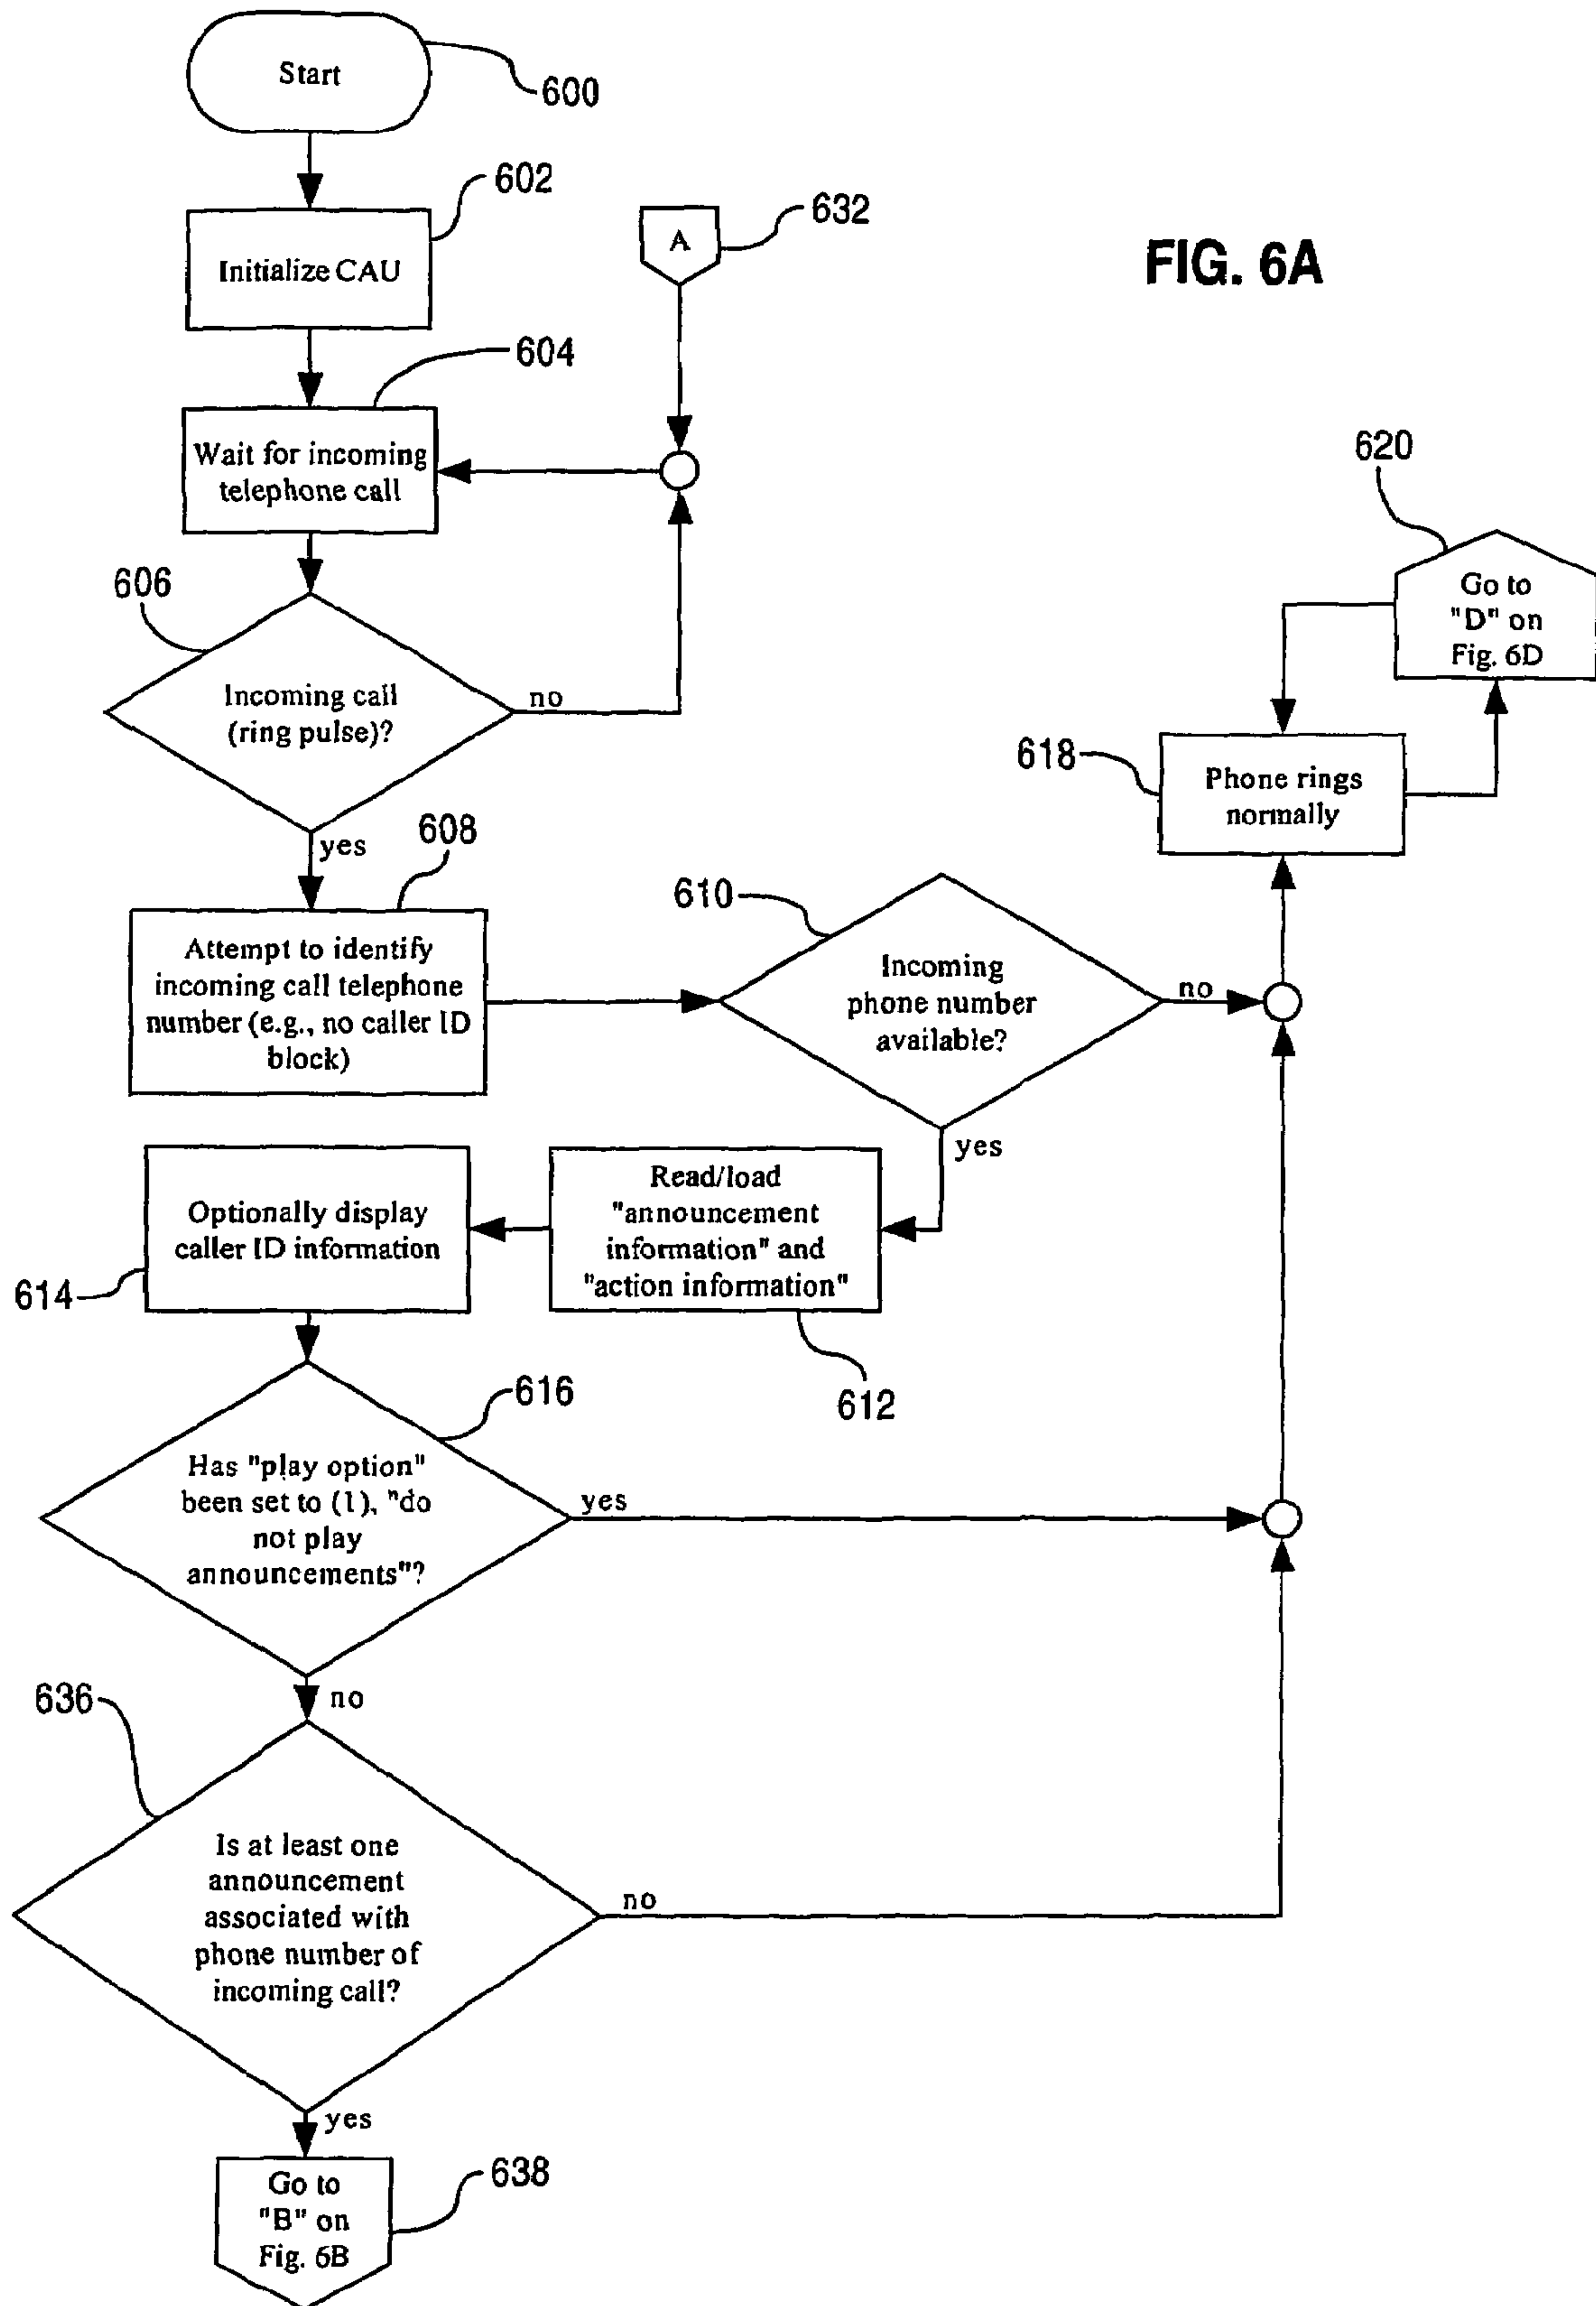 Start
600
602
Initialize CAU
A
632
FIG. 6A
604
Wait for incoming
telephone call
620
Go to
"D" on
Fig. 6D
606
Incoming call
(ring pulse)?
no
618
Phone rings
normally
yes
608
610
Attempt to identify
incoming call telephone
number (e.g., no caller ID
block)
Incoming
phone number
available?
no
yes
Optionally display
caller ID information
614
Read/load
"announcement
information" and
"action information"
612
616
Has "play option"
been set to (1), "do
not play
announcements"?
yes
no
636
Is at least one
announcement
associated with
phone number of
incoming call?
no
yes
Go to
"B" on
Fig. 6B
638